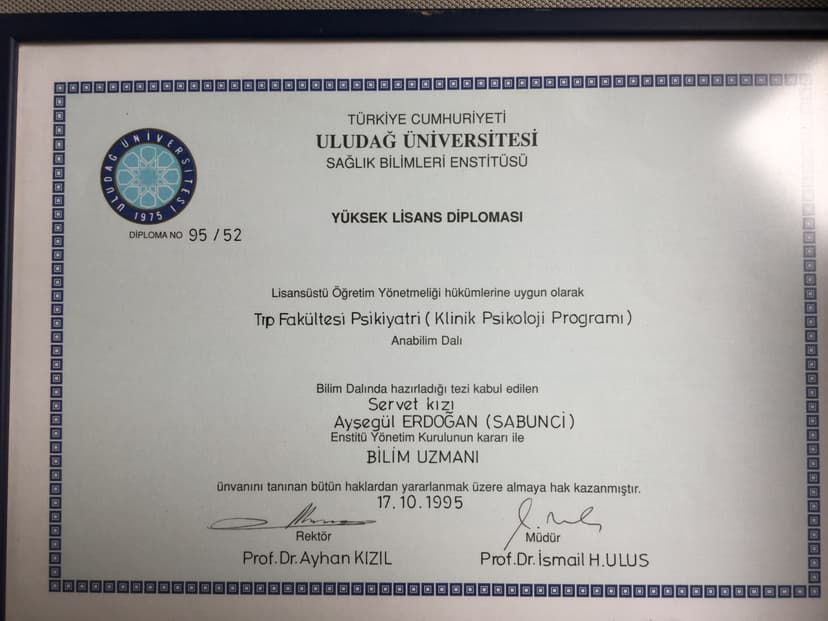 TÜRKİYE CUMHURİYETİ
ULUDAĞ ÜNİVERSİTESİ
SAĞLIK BİLİMLERİ ENSTİTÜSÜ
ULUDAĞ ÜNİVERSİTESİ
1975
DİPLOMA NO 95/52
YÜKSEK LİSANS DİPLOMASI
Lisansüstü Öğretim Yönetmeliği hükümlerine uygun olarak
Tıp Fakültesi Psikiyatri (Klinik Psikoloji Programı)
Anabilim Dalı
Bilim Dalında hazırladığı tezi kabul edilen
Servet kızı
Ayşegül ERDOĞAN (SABUNCİ)
Enstitü Yönetim Kurulunun kararı ile
BİLİM UZMANI
ünvanını tanınan bütün haklardan yararlanmak üzere almaya hak kazanmıştır.
17.10.1995
Rektör Müdür
Prof.Dr.Ayhan KIZIL Prof.Dr.İsmail H.ULUS